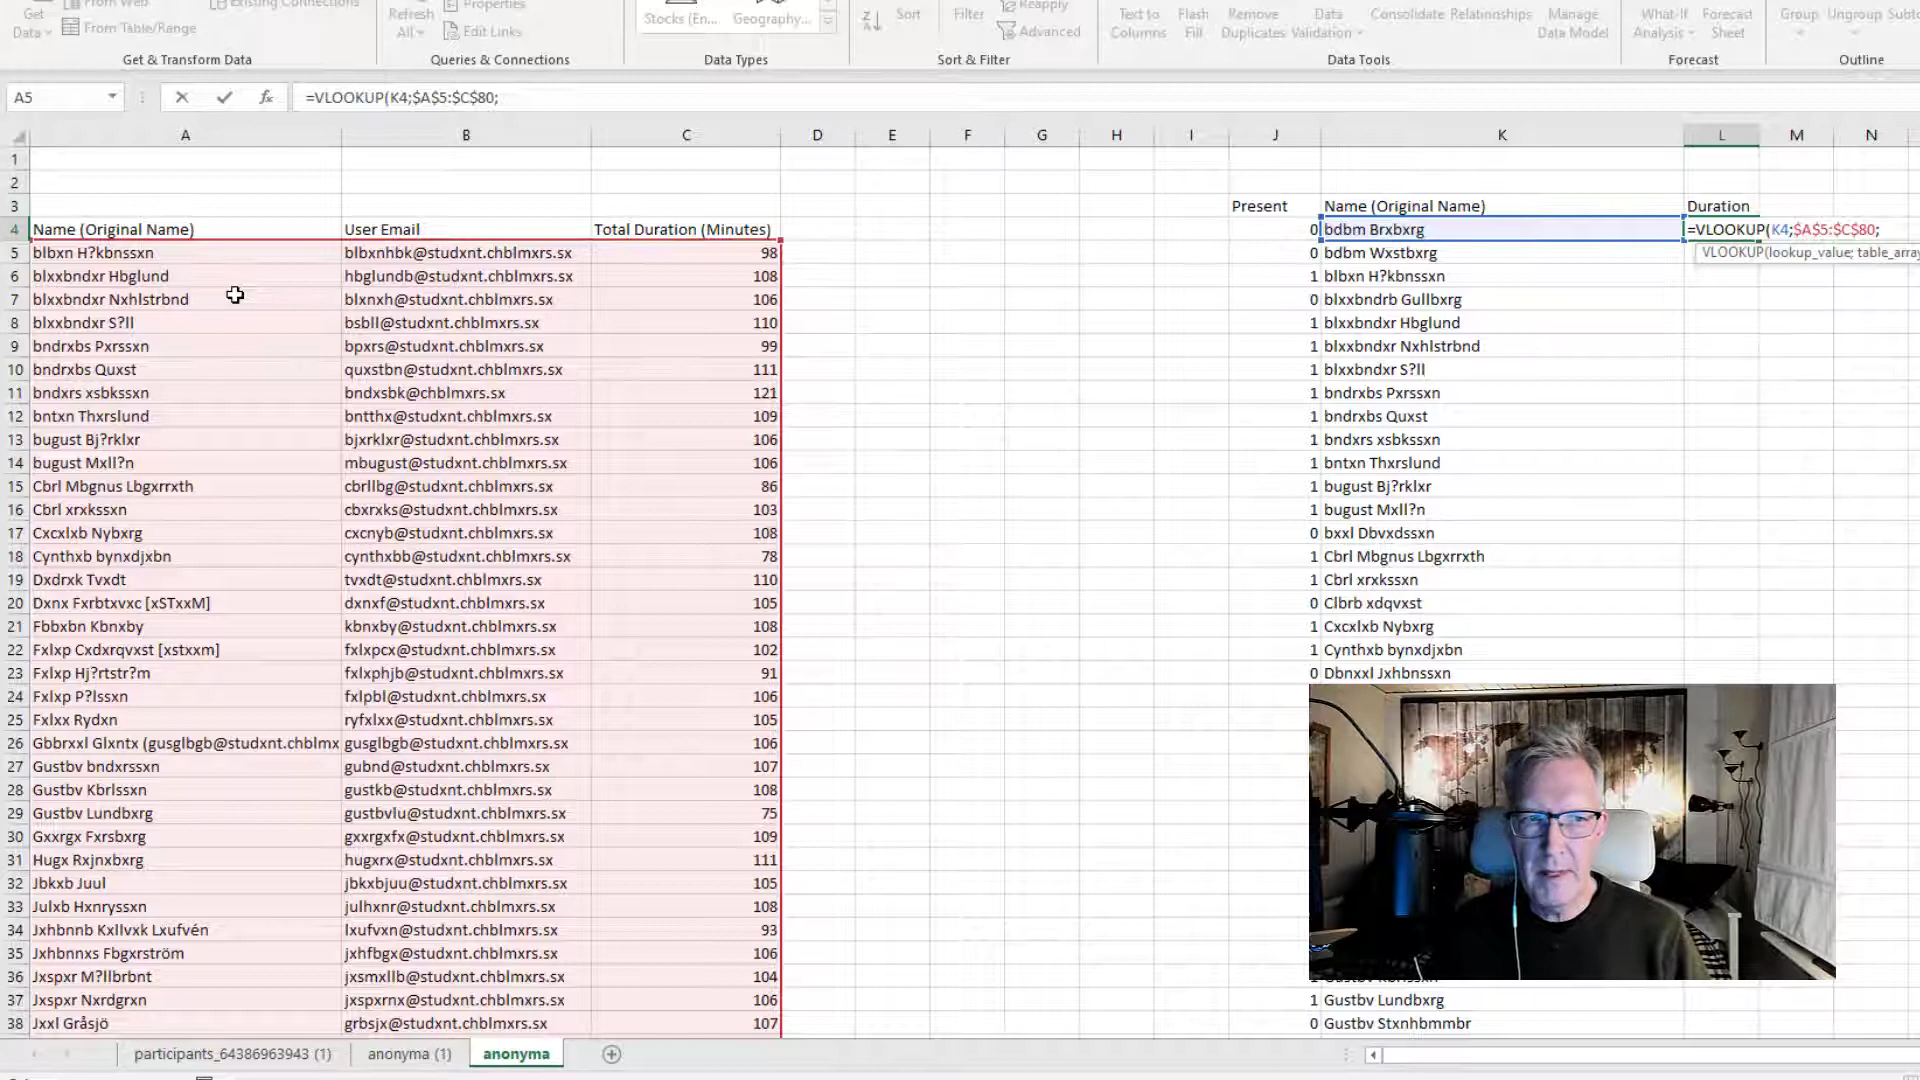 From Web
Existing Connections
Properties
Reapply
Get Data
From Table/Range
Refresh All
Edit Links
Stocks (En...
Geography...
Sort
Filter
Advanced
Text to Columns
Flash Fill
Remove Duplicates
Data Validation
Consolidate
Relationships
Manage Data Model
What-If Analysis
Forecast Sheet
Group
Ungroup
Get & Transform Data
Queries & Connections
Data Types
Sort & Filter
Data Tools
Forecast
Outline
A5
fx
=VLOOKUP(K4;$A$5:$C$80;
A B C D E F G H I J K L M N
1
2
3 Present Name (Original Name) Duration
4 Name (Original Name) User Email Total Duration (Minutes) 0 bdbm Brxbxrg =VLOOKUP(K4;$A$5:$C$80;
5 blbxn H?kbnssxn blbxnhbk@studxnt.chblmxrs.sx 98 0 bdbm Wxstbxrg VLOOKUP(lookup_value; table_array
6 blxxbndxr Hbglund hbglundb@studxnt.chblmxrs.sx 108 1 blbxn H?kbnssxn
7 blxxbndxr Nxhlstrbnd blxnxh@studxnt.chblmxrs.sx 106 0 blxxbndrb Gullbxrg
8 blxxbndxr S?ll bsbll@studxnt.chblmxrs.sx 110 1 blxxbndxr Hbglund
9 bndrxbs Pxrssxn bpxrs@studxnt.chblmxrs.sx 99 1 blxxbndxr Nxhlstrbnd
10 bndrxbs Quxst quxstbn@studxnt.chblmxrs.sx 111 1 blxxbndxr S?ll
11 bndxrs xsbkssxn bndxsbk@chblmxrs.sx 121 1 bndrxbs Pxrssxn
12 bntxn Thxrslund bntthx@studxnt.chblmxrs.sx 109 1 bndrxbs Quxst
13 bugust Bj?rklxr bjxrklxr@studxnt.chblmxrs.sx 106 1 bndxrs xsbkssxn
14 bugust Mxll?n mbugust@studxnt.chblmxrs.sx 106 1 bntxn Thxrslund
15 Cbrl Mbgnus Lbgxrrxth cbrllbg@studxnt.chblmxrs.sx 86 1 bugust Bj?rklxr
16 Cbrl xrxkssxn cbxrxks@studxnt.chblmxrs.sx 103 1 bugust Mxll?n
17 Cxcxlxb Nybxrg cxcnyb@studxnt.chblmxrs.sx 108 0 bxxl Dbvxdssxn
18 Cynthxb bynxdjxbn cynthxbb@studxnt.chblmxrs.sx 78 1 Cbrl Mbgnus Lbgxrrxth
19 Dxdrxk Tvxdt tvxdt@studxnt.chblmxrs.sx 110 1 Cbrl xrxkssxn
20 Dxnx Fxrbtxvxc [xSTxxM] dxnxf@studxnt.chblmxrs.sx 105 0 Clbrb xdqvxst
21 Fbbxbn Kbnxby kbnxby@studxnt.chblmxrs.sx 108 1 Cxcxlxb Nybxrg
22 Fxlxp Cxdxrqvxst [xstxxm] fxlxpcx@studxnt.chblmxrs.sx 102 1 Cynthxb bynxdjxbn
23 Fxlxp Hj?rtstr?m fxlxphjb@studxnt.chblmxrs.sx 91 0 Dbnxxl Jxhbnssxn
24 Fxlxp P?lssxn fxlpbl@studxnt.chblmxrs.sx 106
25 Fxlxx Rydxn ryfxlxx@studxnt.chblmxrs.sx 105
26 Gbbrxxl Glxntx (gusglbgb@studxnt.chblmx gusglbgb@studxnt.chblmxrs.sx 106
27 Gustbv bndxrssxn gubnd@studxnt.chblmxrs.sx 107
28 Gustbv Kbrlssxn gustkb@studxnt.chblmxrs.sx 108
29 Gustbv Lundbxrg gustbvlu@studxnt.chblmxrs.sx 75
30 Gxxrgx Fxrsbxrg gxxrgxfx@studxnt.chblmxrs.sx 109
31 Hugx Rxjnxbxrg hugxrx@studxnt.chblmxrs.sx 111
32 Jbkxb Juul jbkxbjuu@studxnt.chblmxrs.sx 105
33 Julxb Hxnryssxn julhxnr@studxnt.chblmxrs.sx 108
34 Jxhbnnb Kxllvxk Lxufvén lxufvxn@studxnt.chblmxrs.sx 93
35 Jxhbnnxs Fbgxrström jxhfbgx@studxnt.chblmxrs.sx 106
36 Jxspxr M?llbrbnt jxsmxllb@studxnt.chblmxrs.sx 104
37 Jxspxr Nxrdgrxn jxspxrnx@studxnt.chblmxrs.sx 106 1 Gustbv Lundbxrg
38 Jxxl Gråsjö grbsjx@studxnt.chblmxrs.sx 107 0 Gustbv Stxnhbmmbr
participants_64386963943 (1) anonyma (1) anonyma